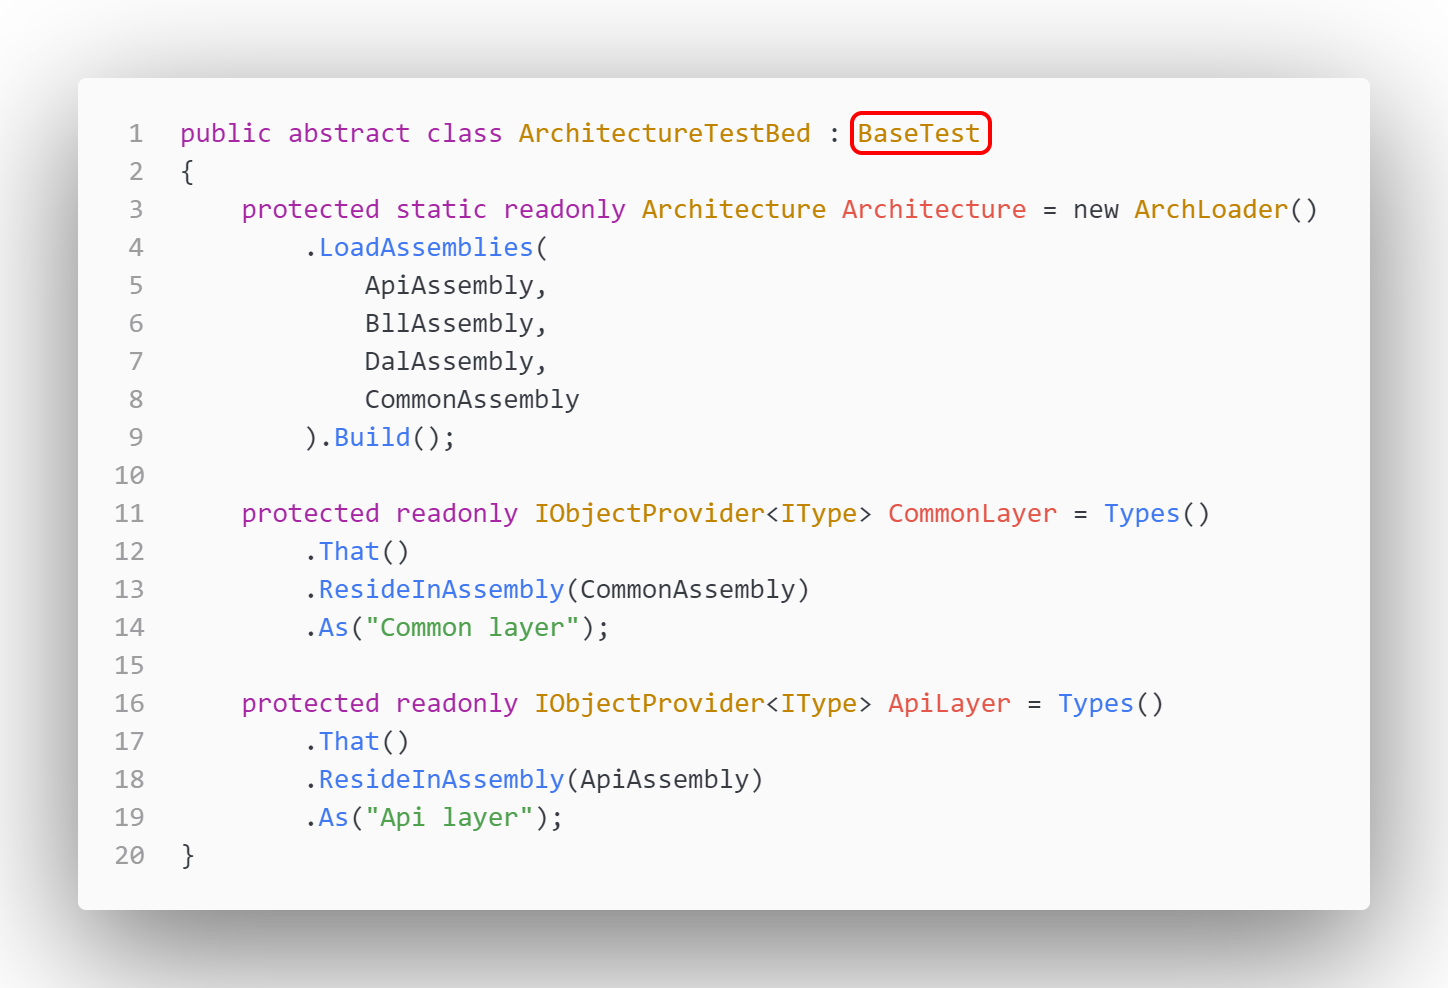 1 public abstract class ArchitectureTestBed : BaseTest
2 {
3     protected static readonly Architecture Architecture = new ArchLoader()
4         .LoadAssemblies(
5             ApiAssembly,
6             BllAssembly,
7             DalAssembly,
8             CommonAssembly
9         ).Build();
10
11     protected readonly IObjectProvider<IType> CommonLayer = Types()
12         .That()
13         .ResideInAssembly(CommonAssembly)
14         .As("Common layer");
15
16     protected readonly IObjectProvider<IType> ApiLayer = Types()
17         .That()
18         .ResideInAssembly(ApiAssembly)
19         .As("Api layer");
20 }